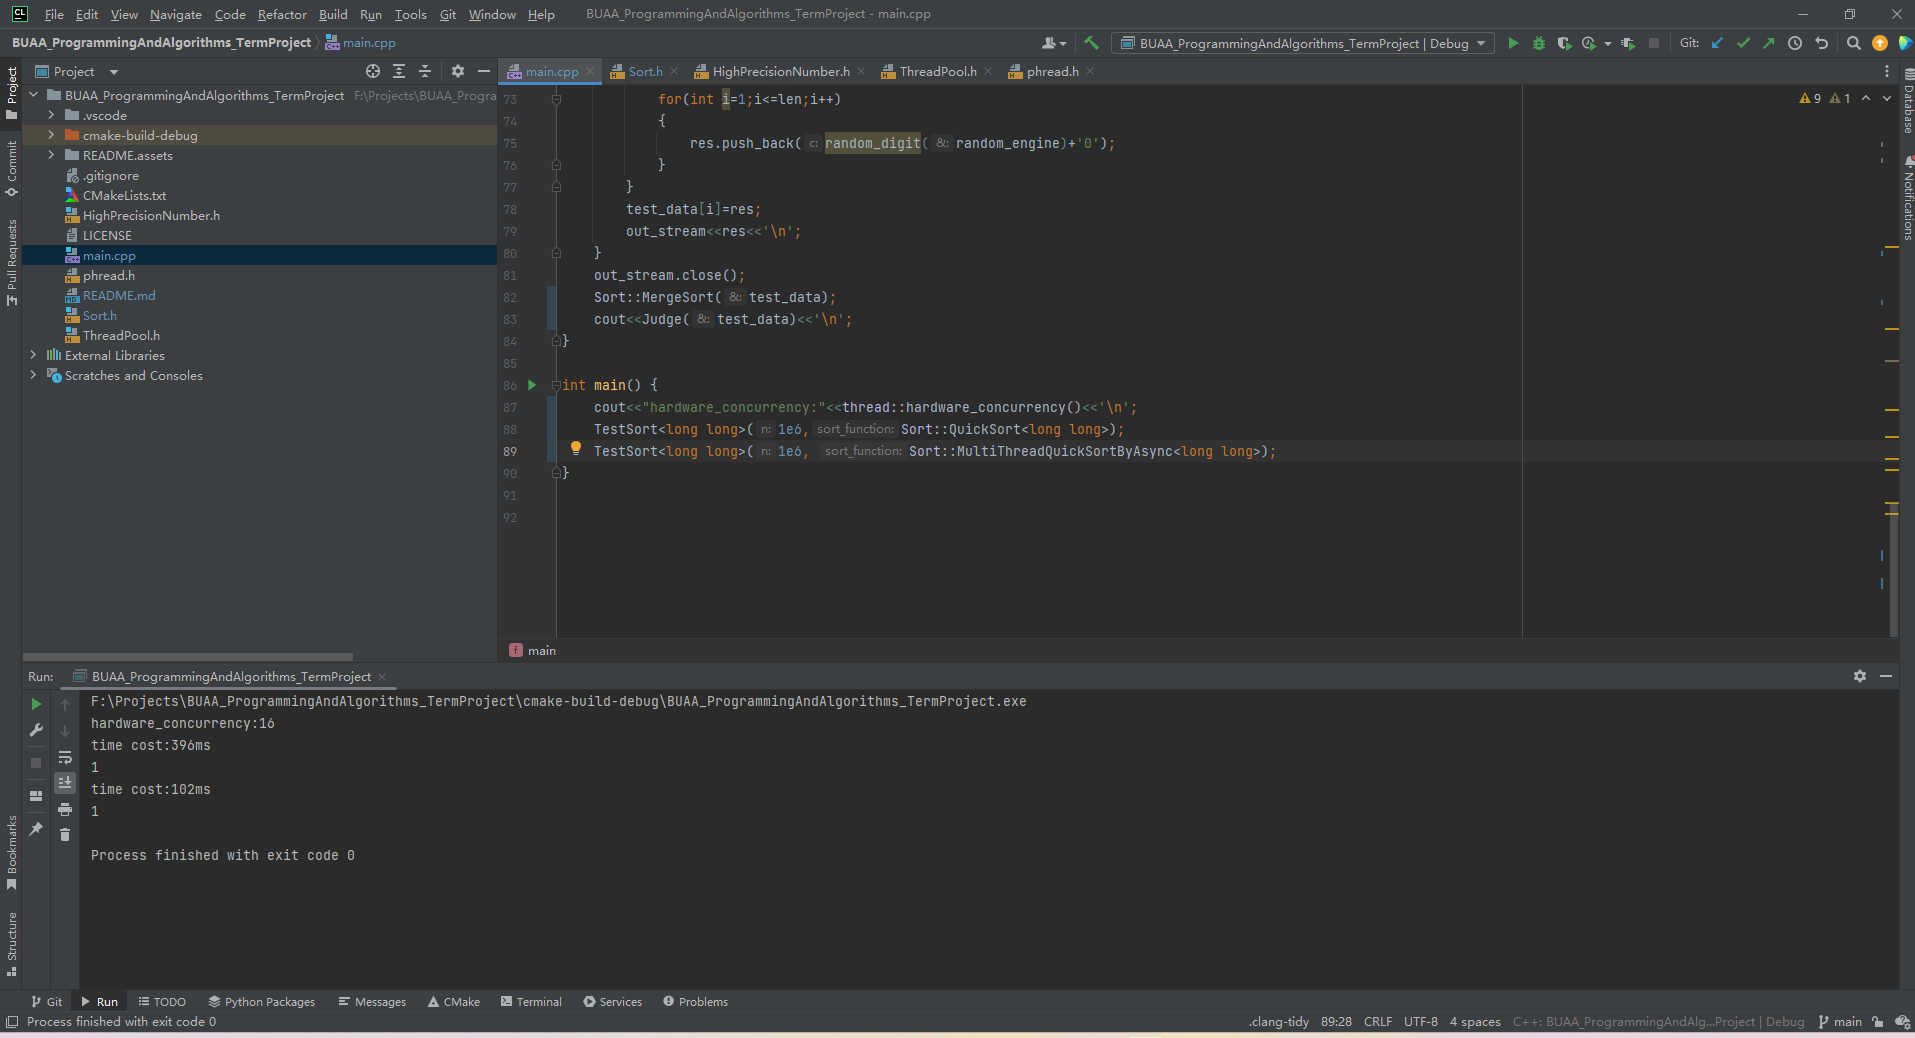 CL File Edit View Navigate Code Refactor Build Run Tools Git Window Help BUAA_ProgrammingAndAlgorithms_TermProject - main.cpp
BUAA_ProgrammingAndAlgorithms_TermProject main.cpp BUAA_ProgrammingAndAlgorithms_TermProject | Debug Git:
Project
main.cpp Sort.h HighPrecisionNumber.h ThreadPool.h phread.h
BUAA_ProgrammingAndAlgorithms_TermProject F:\Projects\BUAA_Progra
.vscode
cmake-build-debug
README.assets
.gitignore
CMakeLists.txt
HighPrecisionNumber.h
LICENSE
main.cpp
phread.h
README.md
Sort.h
ThreadPool.h
External Libraries
Scratches and Consoles
Project
Commit
Pull Requests
Bookmarks
Structure
9 1
73 for(int i=1;i<=len;i++)
74 {
75 res.push_back( c: random_digit( &: random_engine)+'0');
76 }
77 }
78 test_data[i]=res;
79 out_stream<<res<<'\n';
80 }
81 out_stream.close();
82 Sort::MergeSort( &: test_data);
83 cout<<Judge( &: test_data)<<'\n';
84 }
85
86 int main() {
87 cout<<"hardware_concurrency:"<<thread::hardware_concurrency()<<'\n';
88 TestSort<long long>( n: 1e6, sort_function: Sort::QuickSort<long long>);
89 TestSort<long long>( n: 1e6, sort_function: Sort::MultiThreadQuickSortByAsync<long long>);
90 }
91
92
f main
Database
Notifications
Run: BUAA_ProgrammingAndAlgorithms_TermProject
F:\Projects\BUAA_ProgrammingAndAlgorithms_TermProject\cmake-build-debug\BUAA_ProgrammingAndAlgorithms_TermProject.exe
hardware_concurrency:16
time cost:396ms
1
time cost:102ms
1
Process finished with exit code 0
Git Run TODO Python Packages Messages CMake Terminal Services Problems
Process finished with exit code 0 .clang-tidy 89:28 CRLF UTF-8 4 spaces C++: BUAA_ProgrammingAndAlg...Project | Debug main